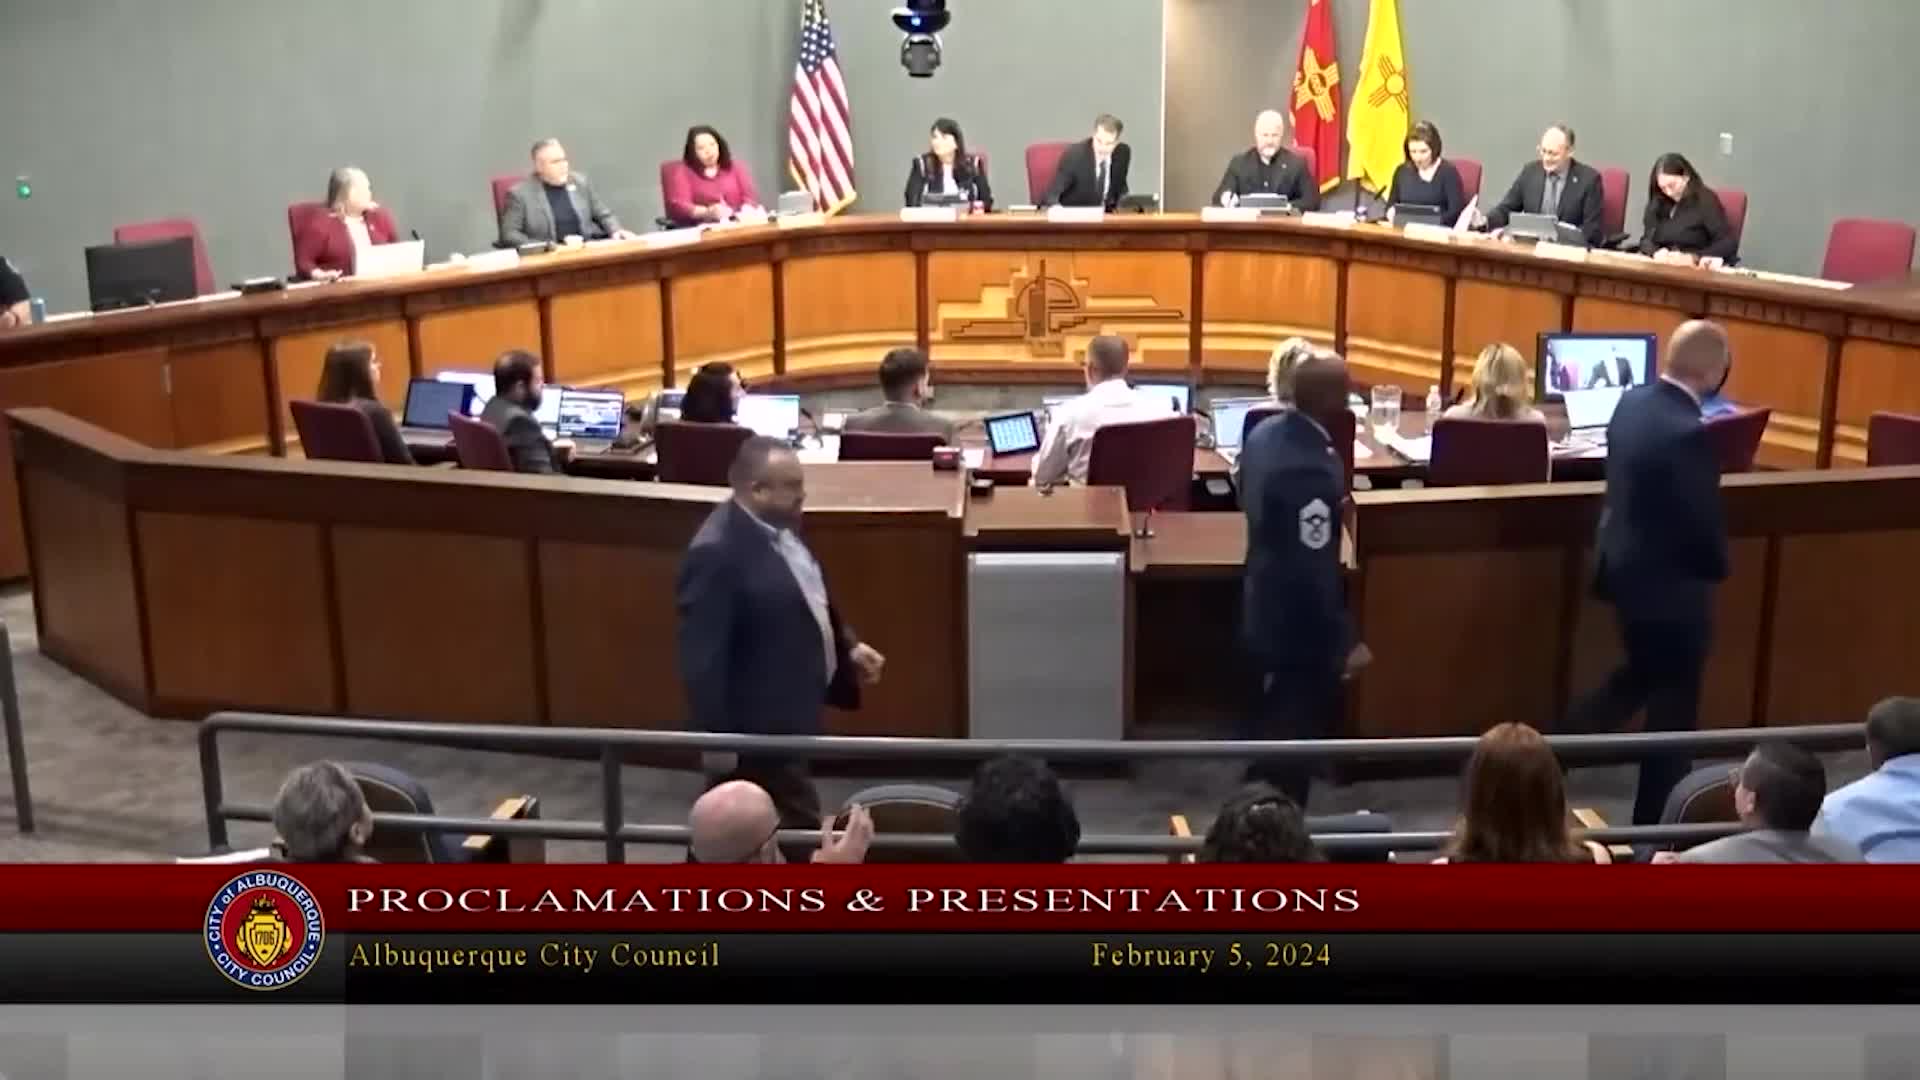 PROCLAMATIONS & PRESENTATIONS
Albuquerque City Council
February 5, 2024
CITY of ALBUQUERQUE
1706
CITY COUNCIL